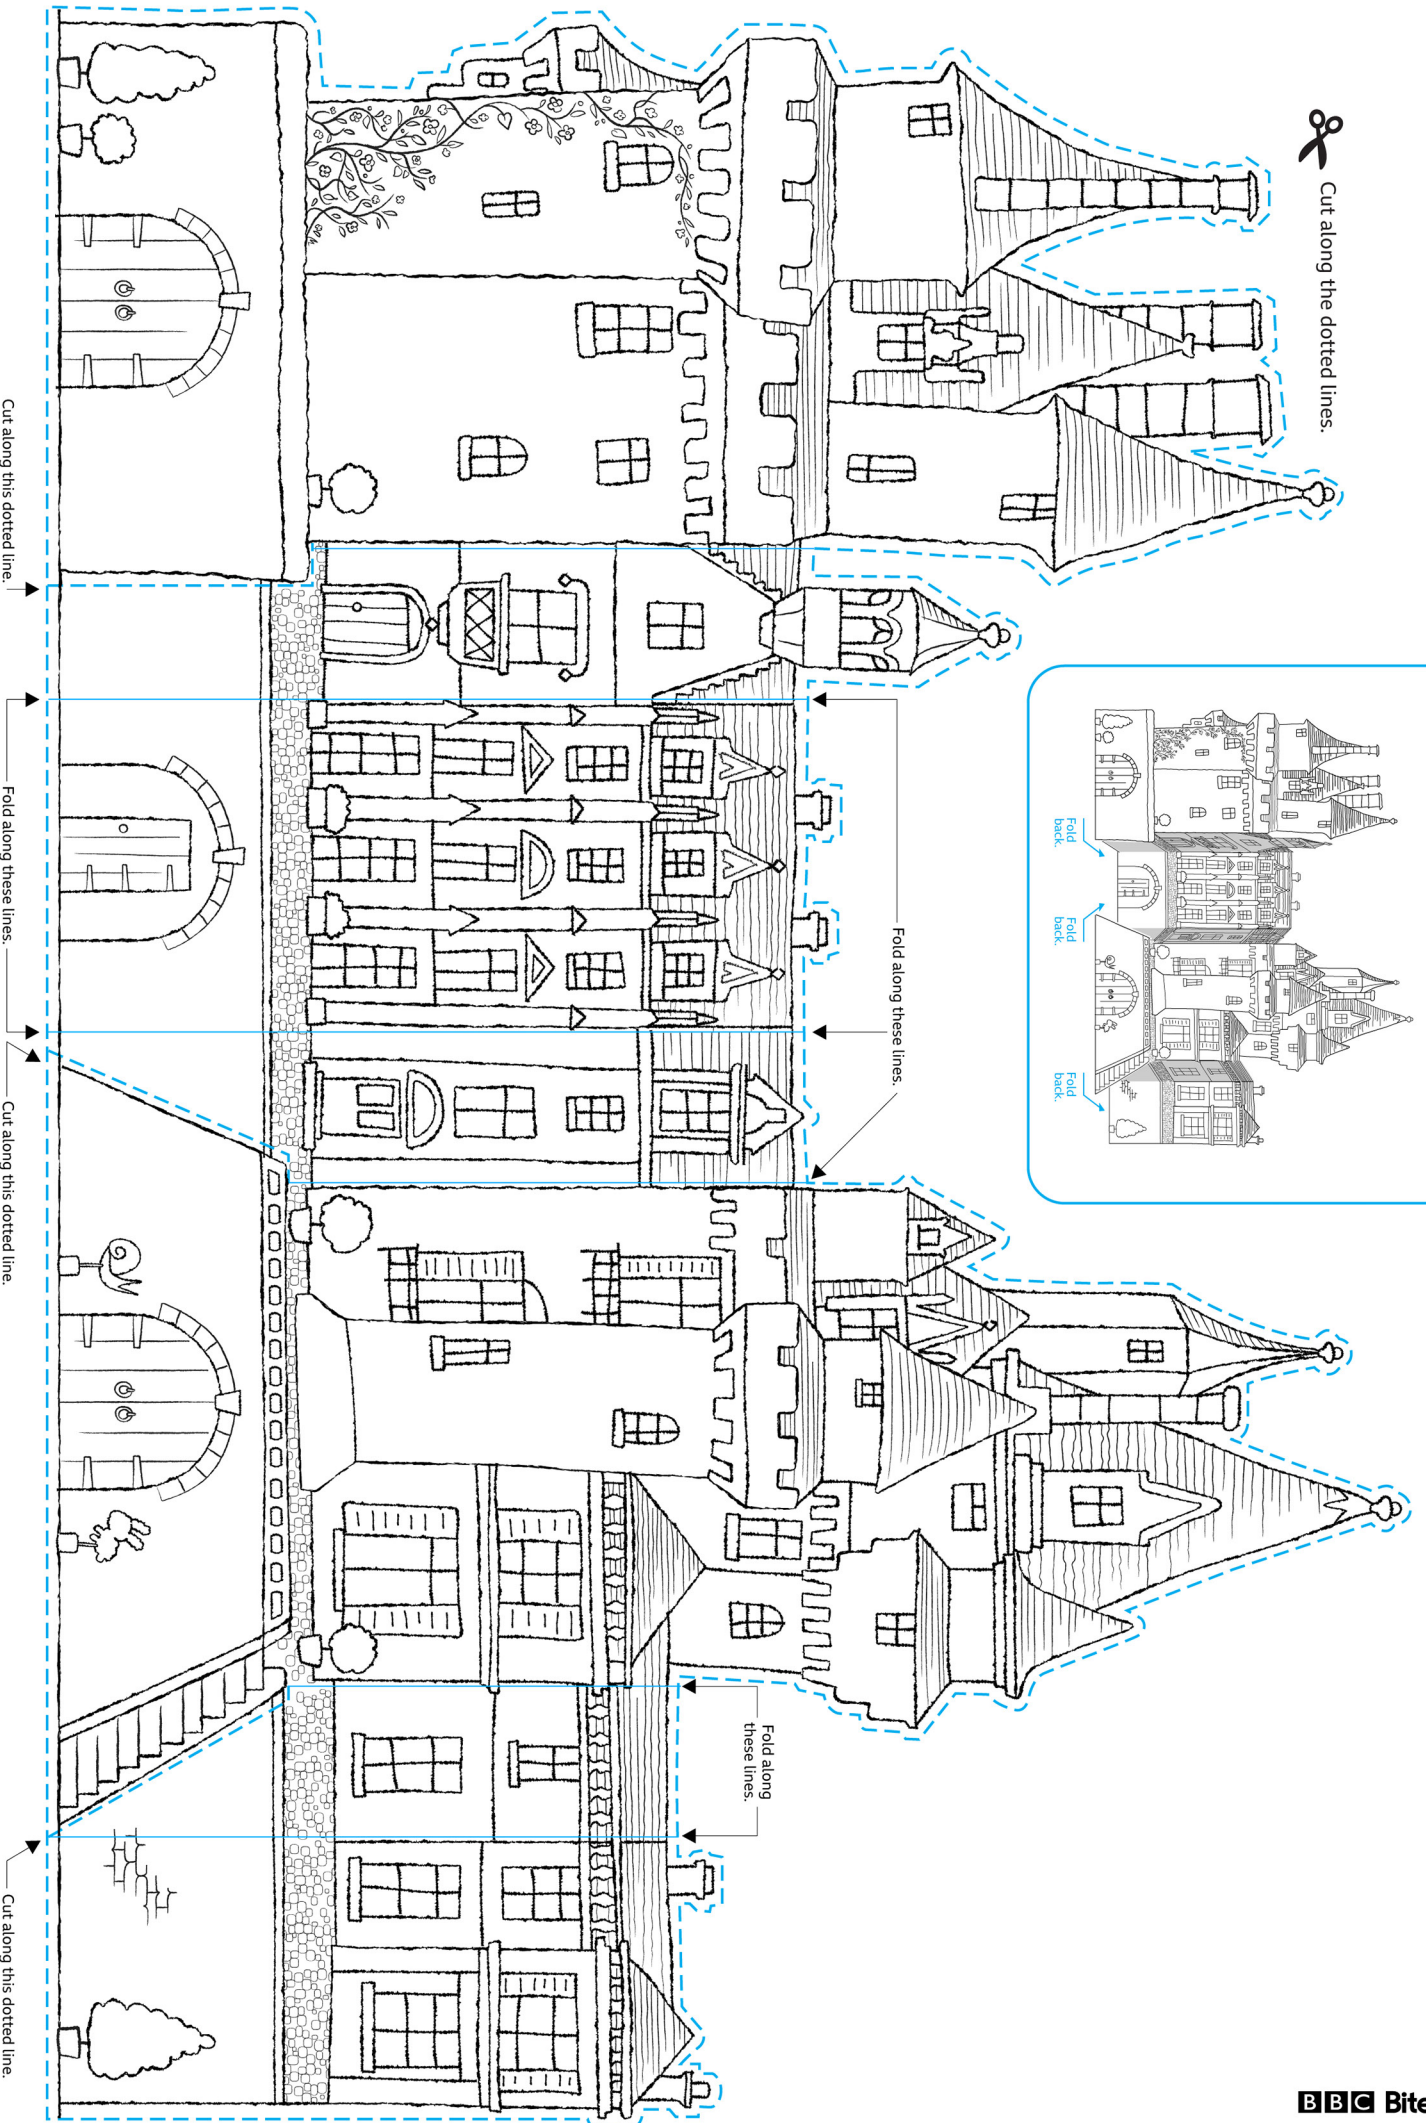 Cut along the dotted lines.
Fold
back.
Fold
back.
Fold
back.
Fold along these lines.
Fold along
these lines.
Cut along this dotted line.
Fold along these lines.
Cut along this dotted line.
Cut along this dotted line.
BBC Bite